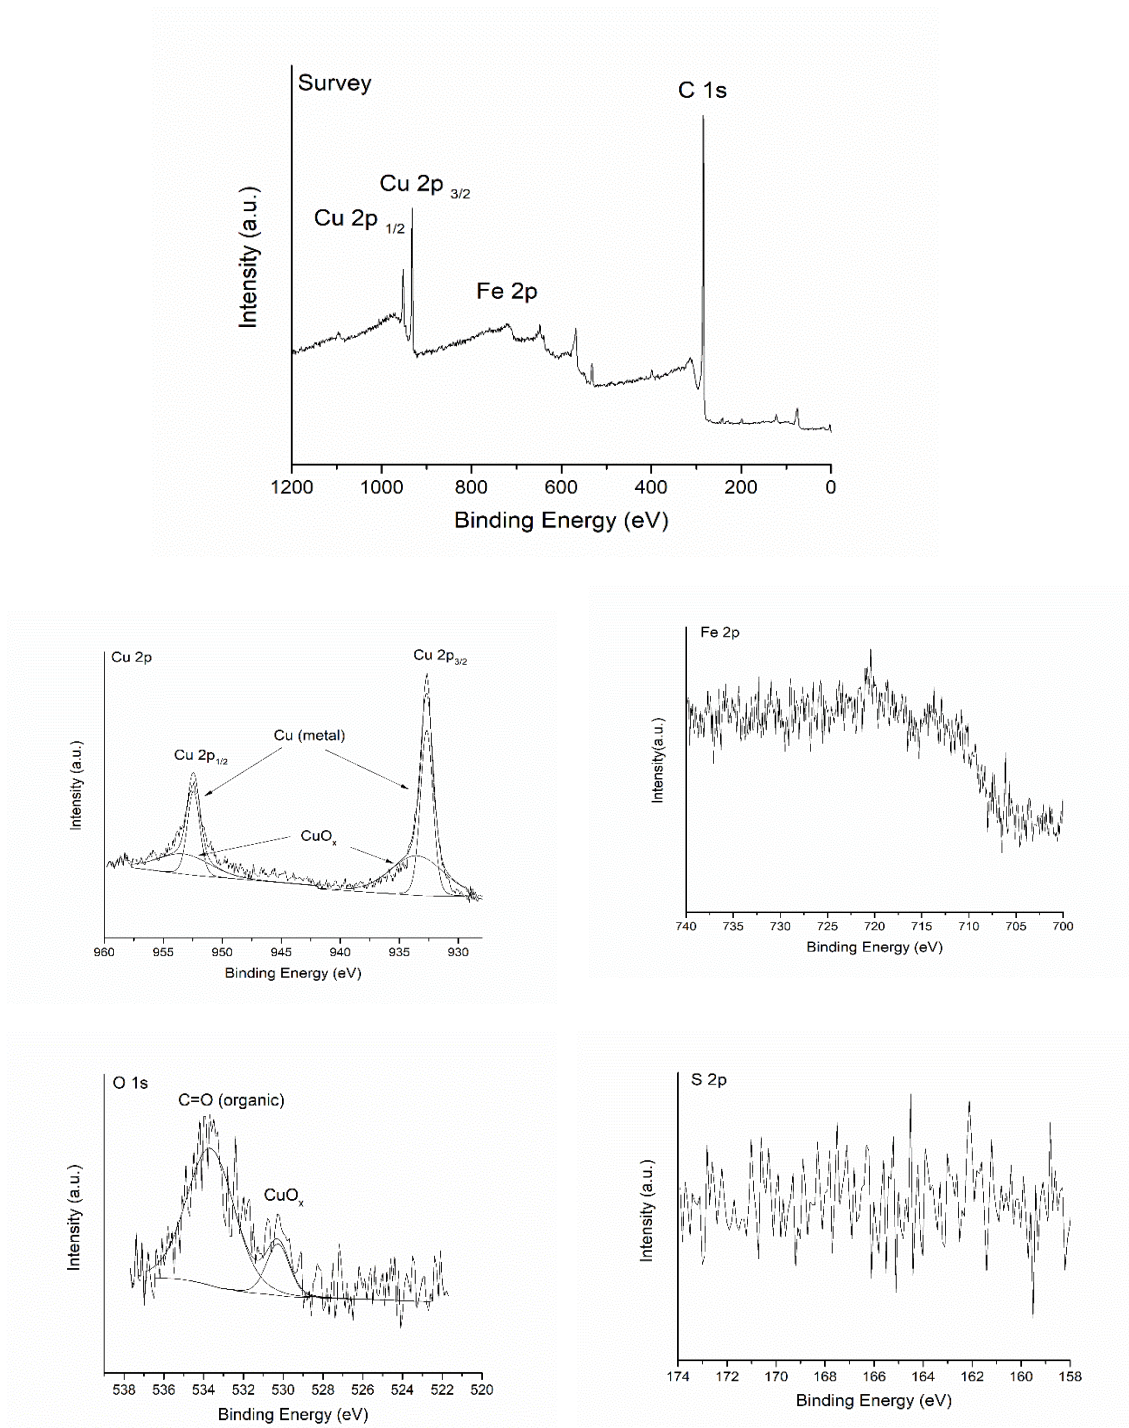 Survey
C 1s
Cu 2p 3/2
Cu 2p 1/2
Fe 2p
Intensity (a.u.)
1200 1000 800 600 400 200 0
Binding Energy (eV)
Cu 2p
Cu 2p3/2
Cu (metal)
Cu 2p1/2
CuOx
Intensity (a.u.)
960 955 950 945 940 935 930
Binding Energy (eV)
Fe 2p
Intensity(a.u.)
740 735 730 725 720 715 710 705 700
Binding Energy (eV)
O 1s
C=O (organic)
CuOx
Intensity (a.u.)
538 536 534 532 530 528 526 524 522 520
Binding Energy (eV)
S 2p
Intensity (a.u.)
174 172 170 168 166 164 162 160 158
Binding Energy (eV)